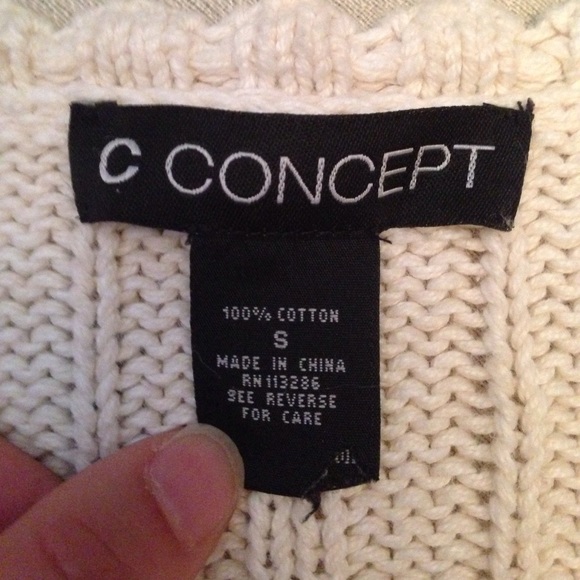 C CONCEPT
100% COTTON
S
MADE IN CHINA
RN113286
SEE REVERSE
FOR CARE